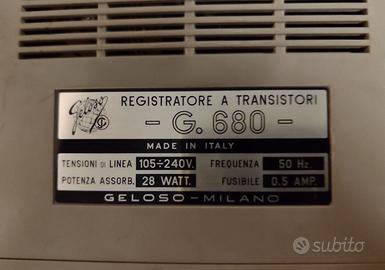 Geloso
REGISTRATORE A TRANSISTORI
- G. 680 -
MADE IN ITALY
TENSIONI DI LINEA 105÷240V. FREQUENZA 50 Hz.
POTENZA ASSORB. 28 WATT. FUSIBILE 0.5 AMP.
GELOSO - MILANO
subito